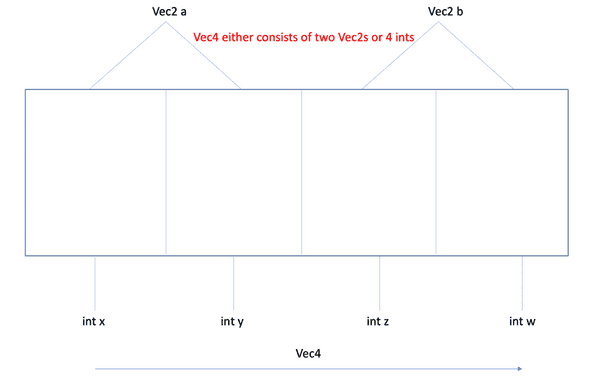 Vec2 a
Vec2 b
Vec4 either consists of two Vec2s or 4 ints
int x
int y
int z
int w
Vec4